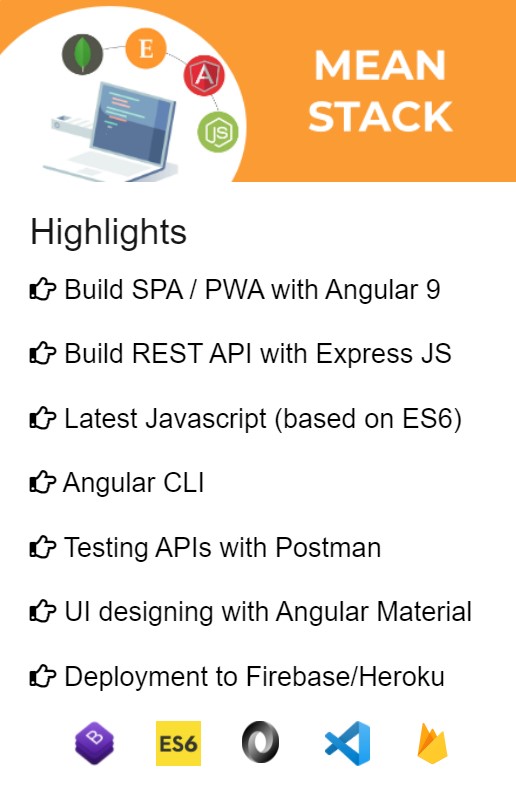 E
JS
MEAN
STACK
Highlights
Build SPA / PWA with Angular 9
Build REST API with Express JS
Latest Javascript (based on ES6)
Angular CLI
Testing APIs with Postman
UI designing with Angular Material
Deployment to Firebase/Heroku
B
ES6